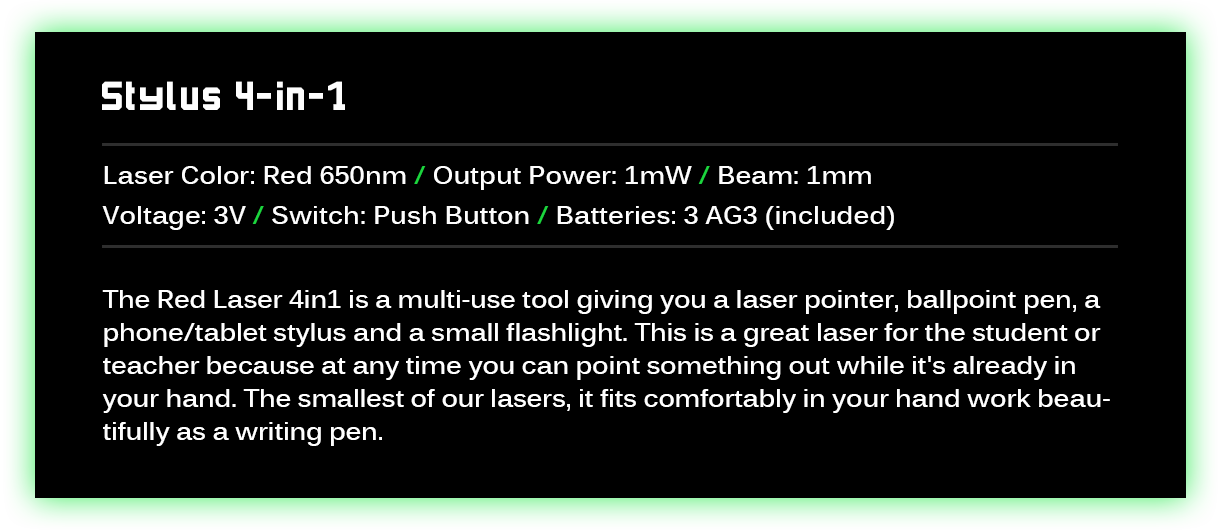 Stylus 4-in-1
Laser Color: Red 650nm / Output Power: 1mW / Beam: 1mm
Voltage: 3V / Switch: Push Button / Batteries: 3 AG3 (included)
The Red Laser 4in1 is a multi-use tool giving you a laser pointer, ballpoint pen, a
phone/tablet stylus and a small flashlight. This is a great laser for the student or
teacher because at any time you can point something out while it's already in
your hand. The smallest of our lasers, it fits comfortably in your hand work beau-
tifully as a writing pen.